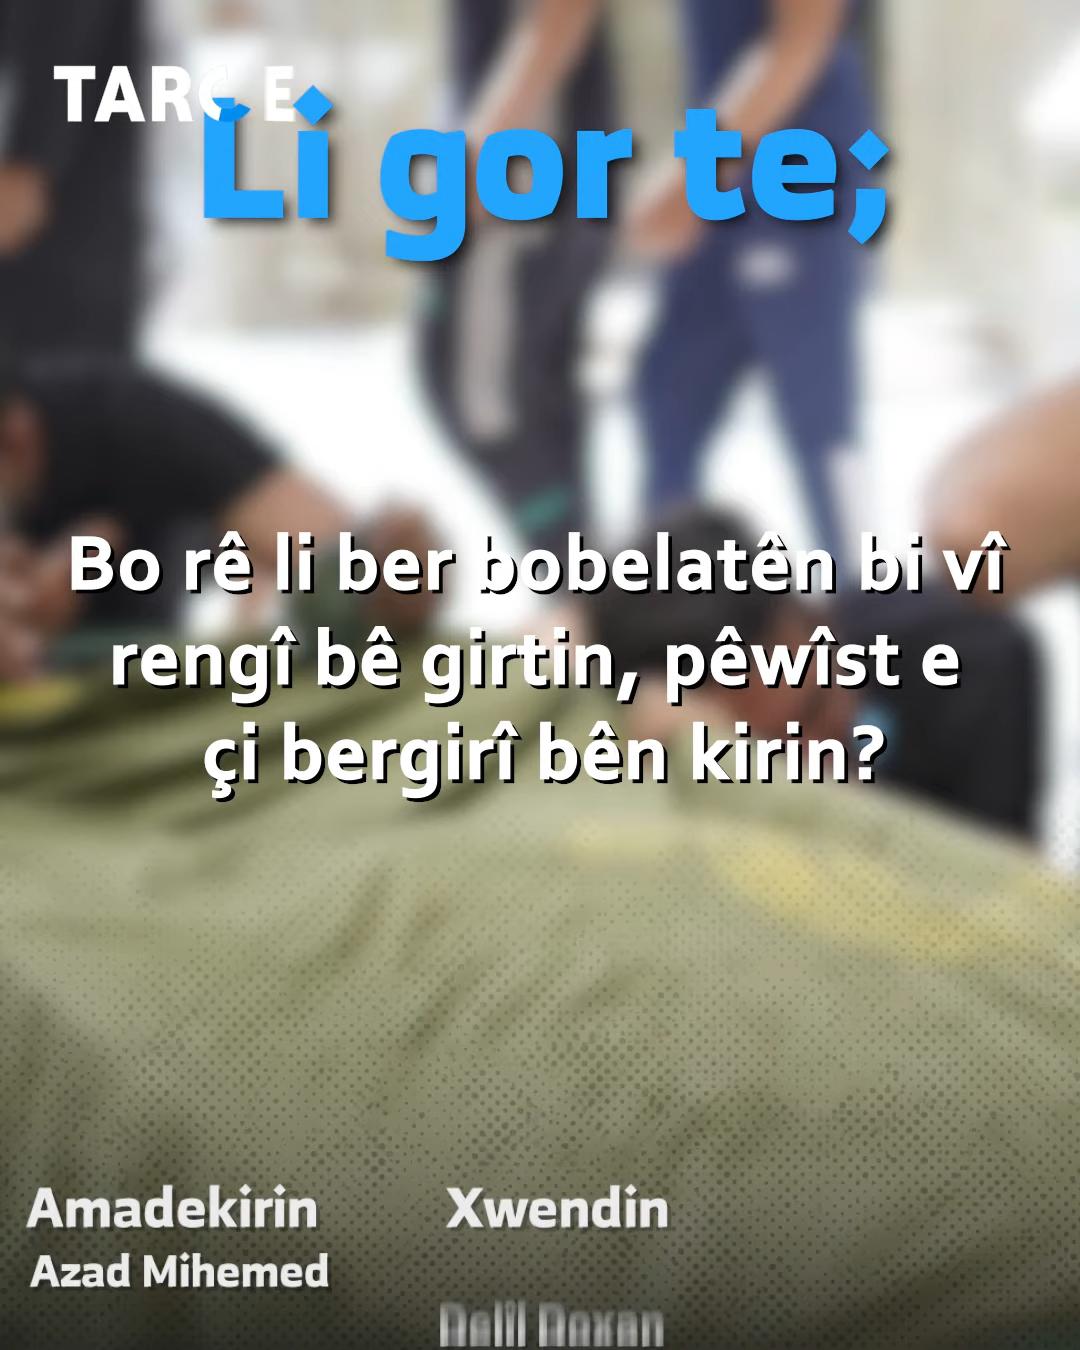 TARGE
Li gor te;
Bo rê li ber bobelatên bi vî
rengî bê girtin, pêwîst e
çi bergirî bên kirin?
Amadekirin
Xwendin
Azad Mihemed